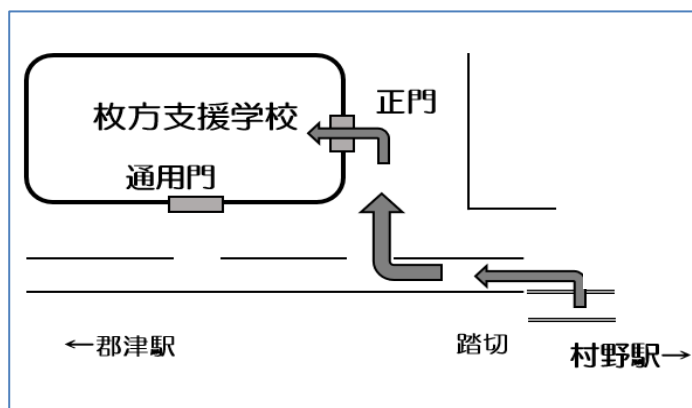 正門
枚方支援学校
通用門
←郡津駅
踏切
村野駅→